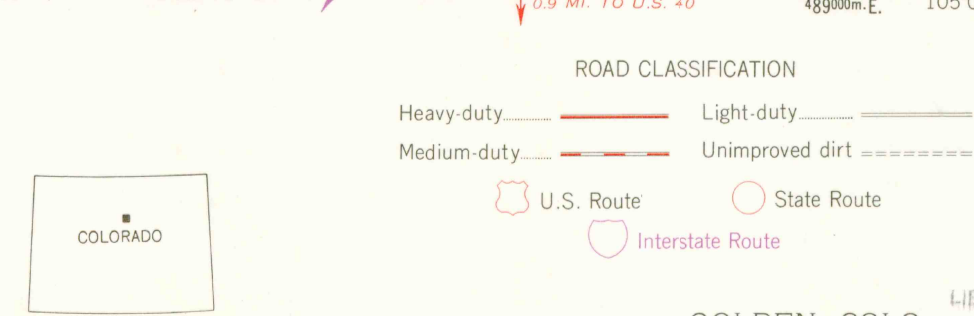 0.9 MI. TO U.S. 40
489000m.E.
ROAD CLASSIFICATION
Heavy-duty
Light-duty
Medium-duty
Unimproved dirt
U.S. Route
State Route
Interstate Route
COLORADO